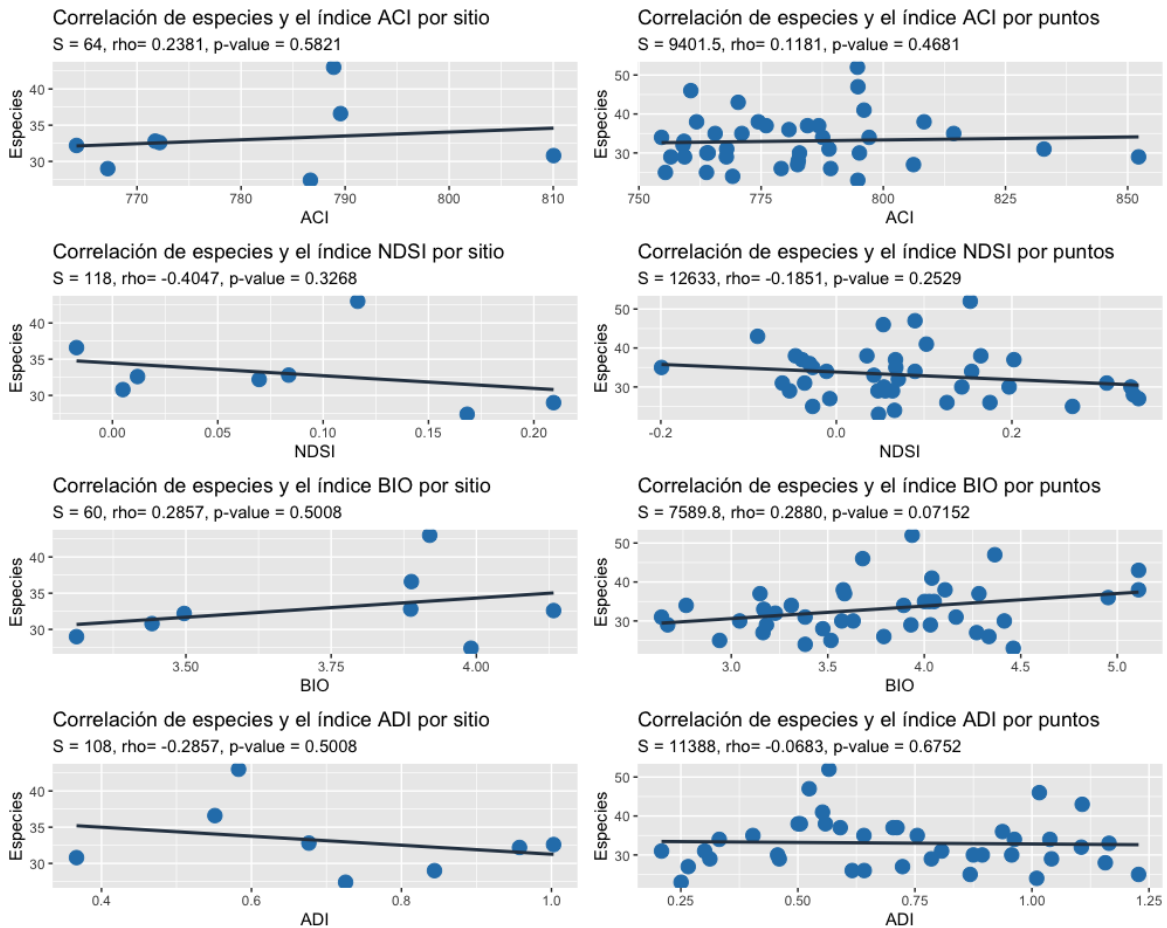 Correlación de especies y el índice ACI por sitio
S = 64, rho= 0.2381, p-value = 0.5821
Especies
40
35
30
770
780
790
800
810
ACI
Correlación de especies y el índice ACI por puntos
S = 9401.5, rho= 0.1181, p-value = 0.4681
Especies
50
40
30
750
775
800
825
850
ACI
Correlación de especies y el índice NDSI por sitio
S = 118, rho= -0.4047, p-value = 0.3268
Especies
40
35
30
0.00
0.05
0.10
0.15
0.20
NDSI
Correlación de especies y el índice NDSI por puntos
S = 12633, rho= -0.1851, p-value = 0.2529
Especies
50
40
30
-0.2
0.0
0.2
NDSI
Correlación de especies y el índice BIO por sitio
S = 60, rho= 0.2857, p-value = 0.5008
Especies
40
35
30
3.50
3.75
4.00
BIO
Correlación de especies y el índice BIO por puntos
S = 7589.8, rho= 0.2880, p-value = 0.07152
Especies
50
40
30
3.0
3.5
4.0
4.5
5.0
BIO
Correlación de especies y el índice ADI por sitio
S = 108, rho= -0.2857, p-value = 0.5008
Especies
40
35
30
0.4
0.6
0.8
1.0
ADI
Correlación de especies y el índice ADI por puntos
S = 11388, rho= -0.0683, p-value = 0.6752
Especies
50
40
30
0.25
0.50
0.75
1.00
1.25
ADI